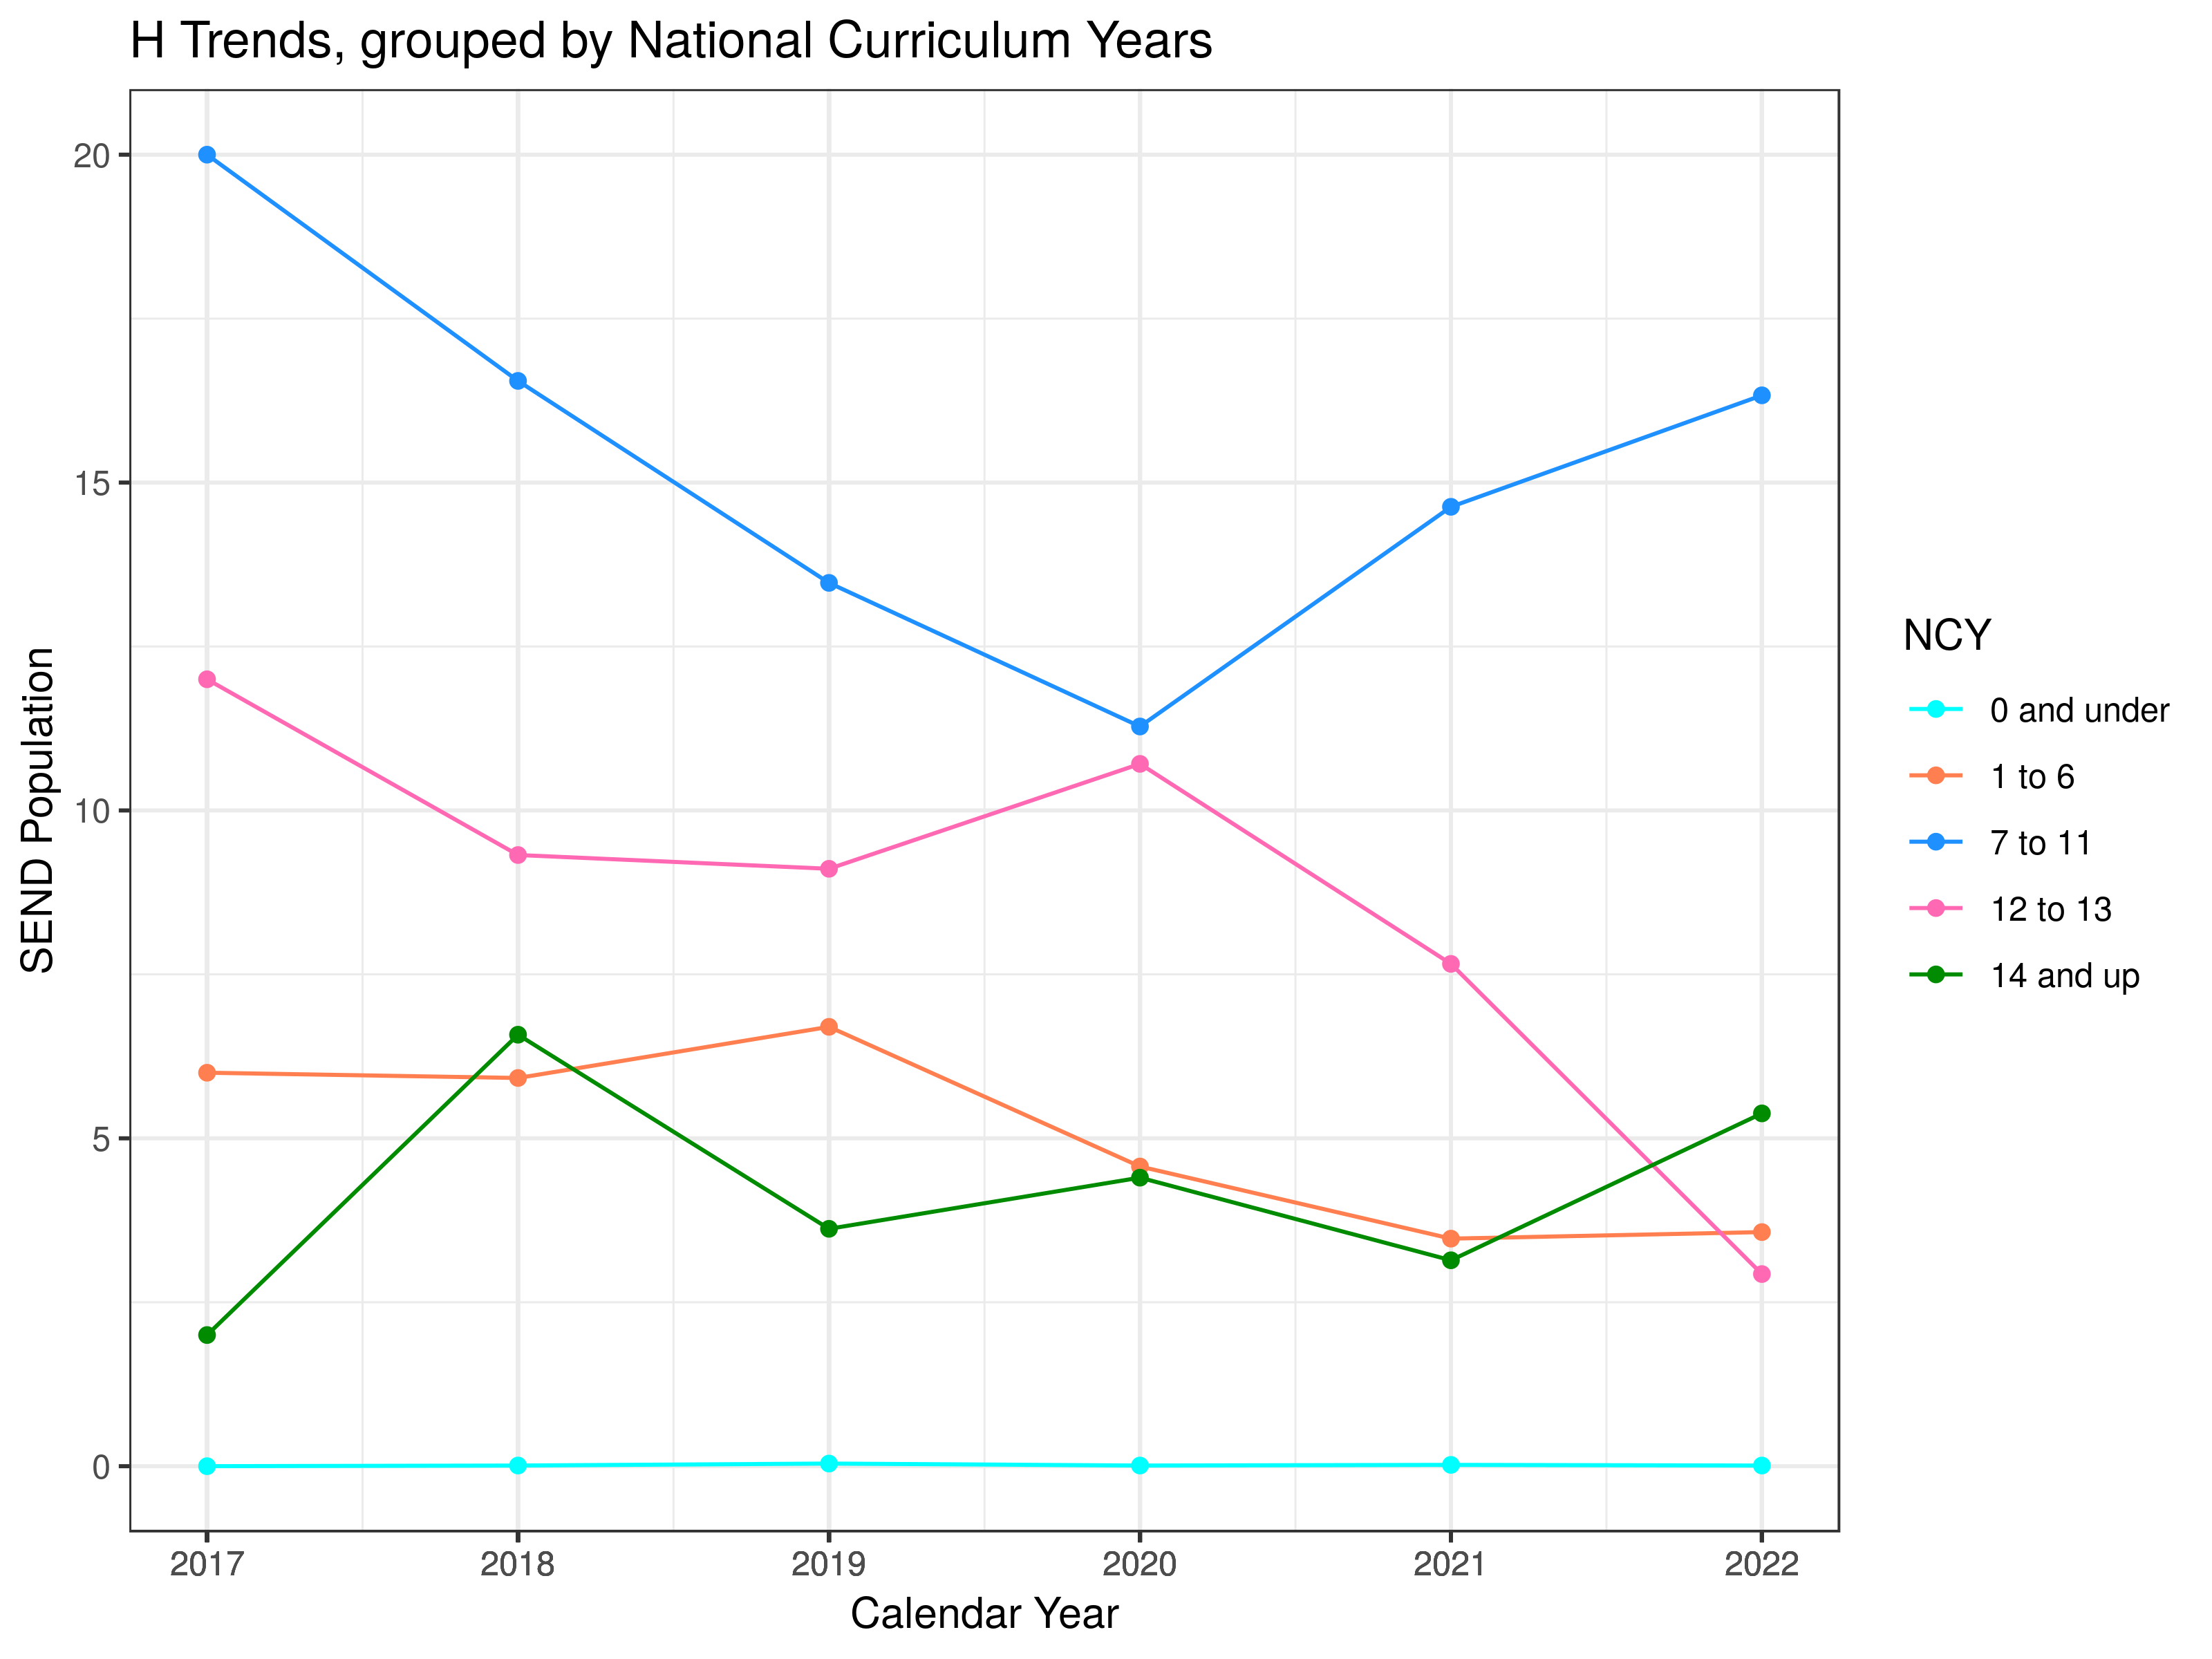 H Trends, grouped by National Curriculum Years
SEND Population
20
15
10
5
0
2017 2018 2019 2020 2021 2022
Calendar Year
NCY
0 and under
1 to 6
7 to 11
12 to 13
14 and up